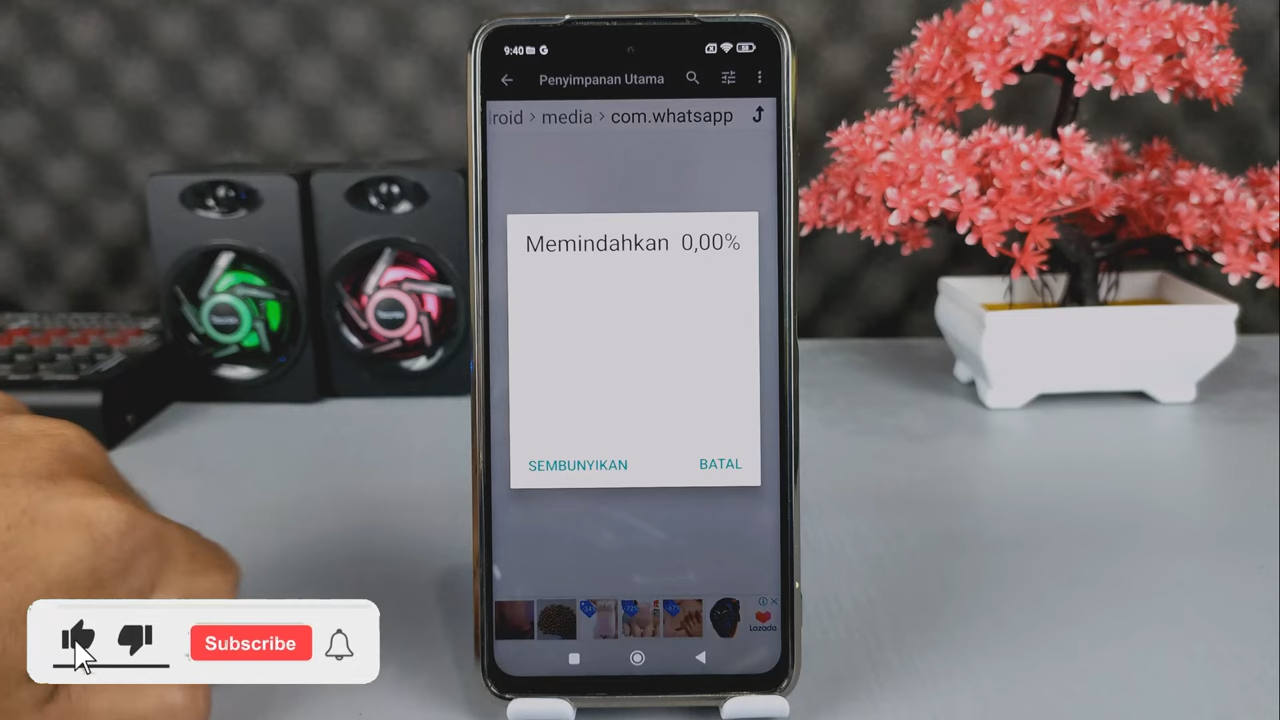 9:40
Penyimpanan Utama
roid > media > com.whatsapp
Memindahkan 0,00%
SEMBUNYIKAN BATAL
Lazada
Subscribe